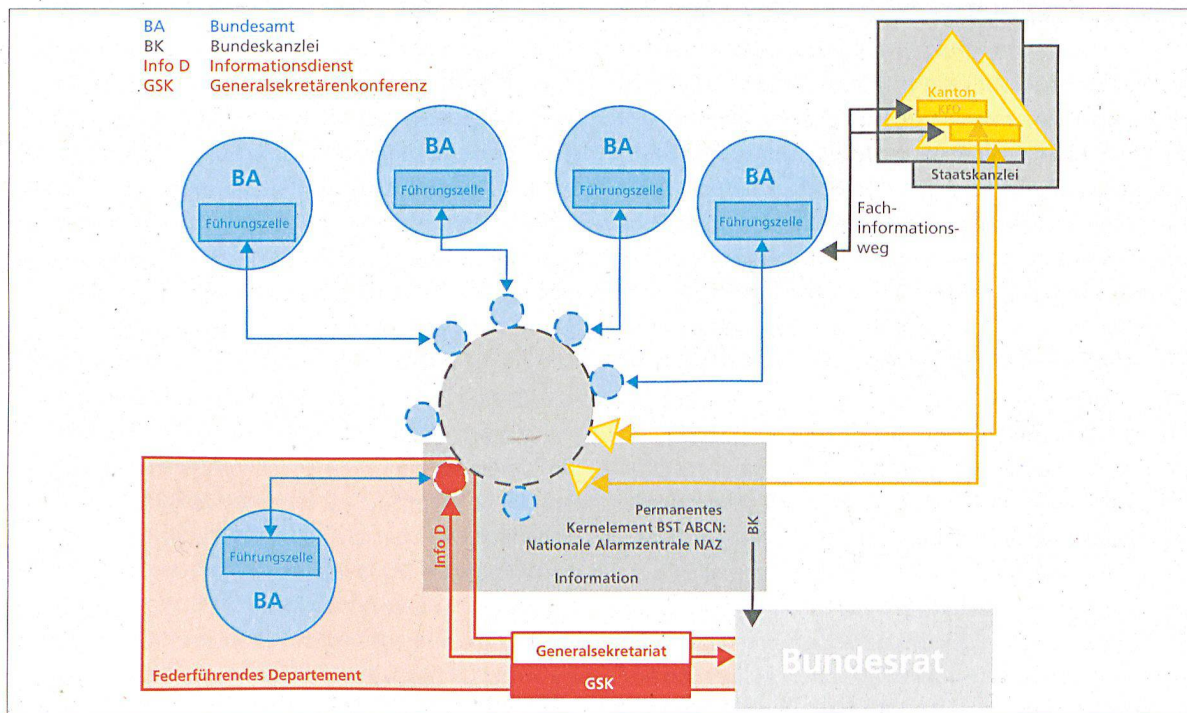 BA Bundesamt
BK Bundeskanzlei
Info D Informationsdienst
GSK Generalsekretärenkonferenz
Kanton
KFO
Staatskanzlei
BA
Führungszelle
BA
Führungszelle
BA
Führungszelle
BA
Führungszelle
Fach-
informations-
weg
Permanentes
Kernelement BST ABCN:
Nationale Alarmzentrale NAZ
BK
Info D
Information
Führungszelle
BA
Federführendes Departement
Generalsekretariat
GSK
Bundesrat